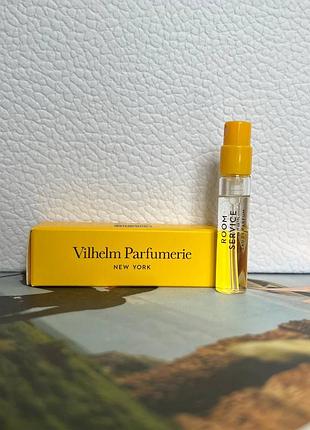 Vilhelm Parfumerie
NEW YORK
ROOM
SERVICE